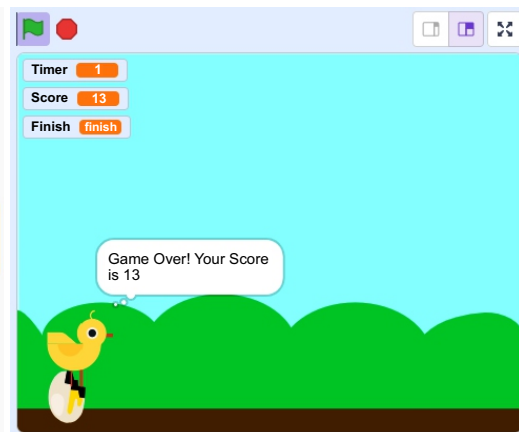 Timer 1
Score 13
Finish finish
Game Over! Your Score
is 13